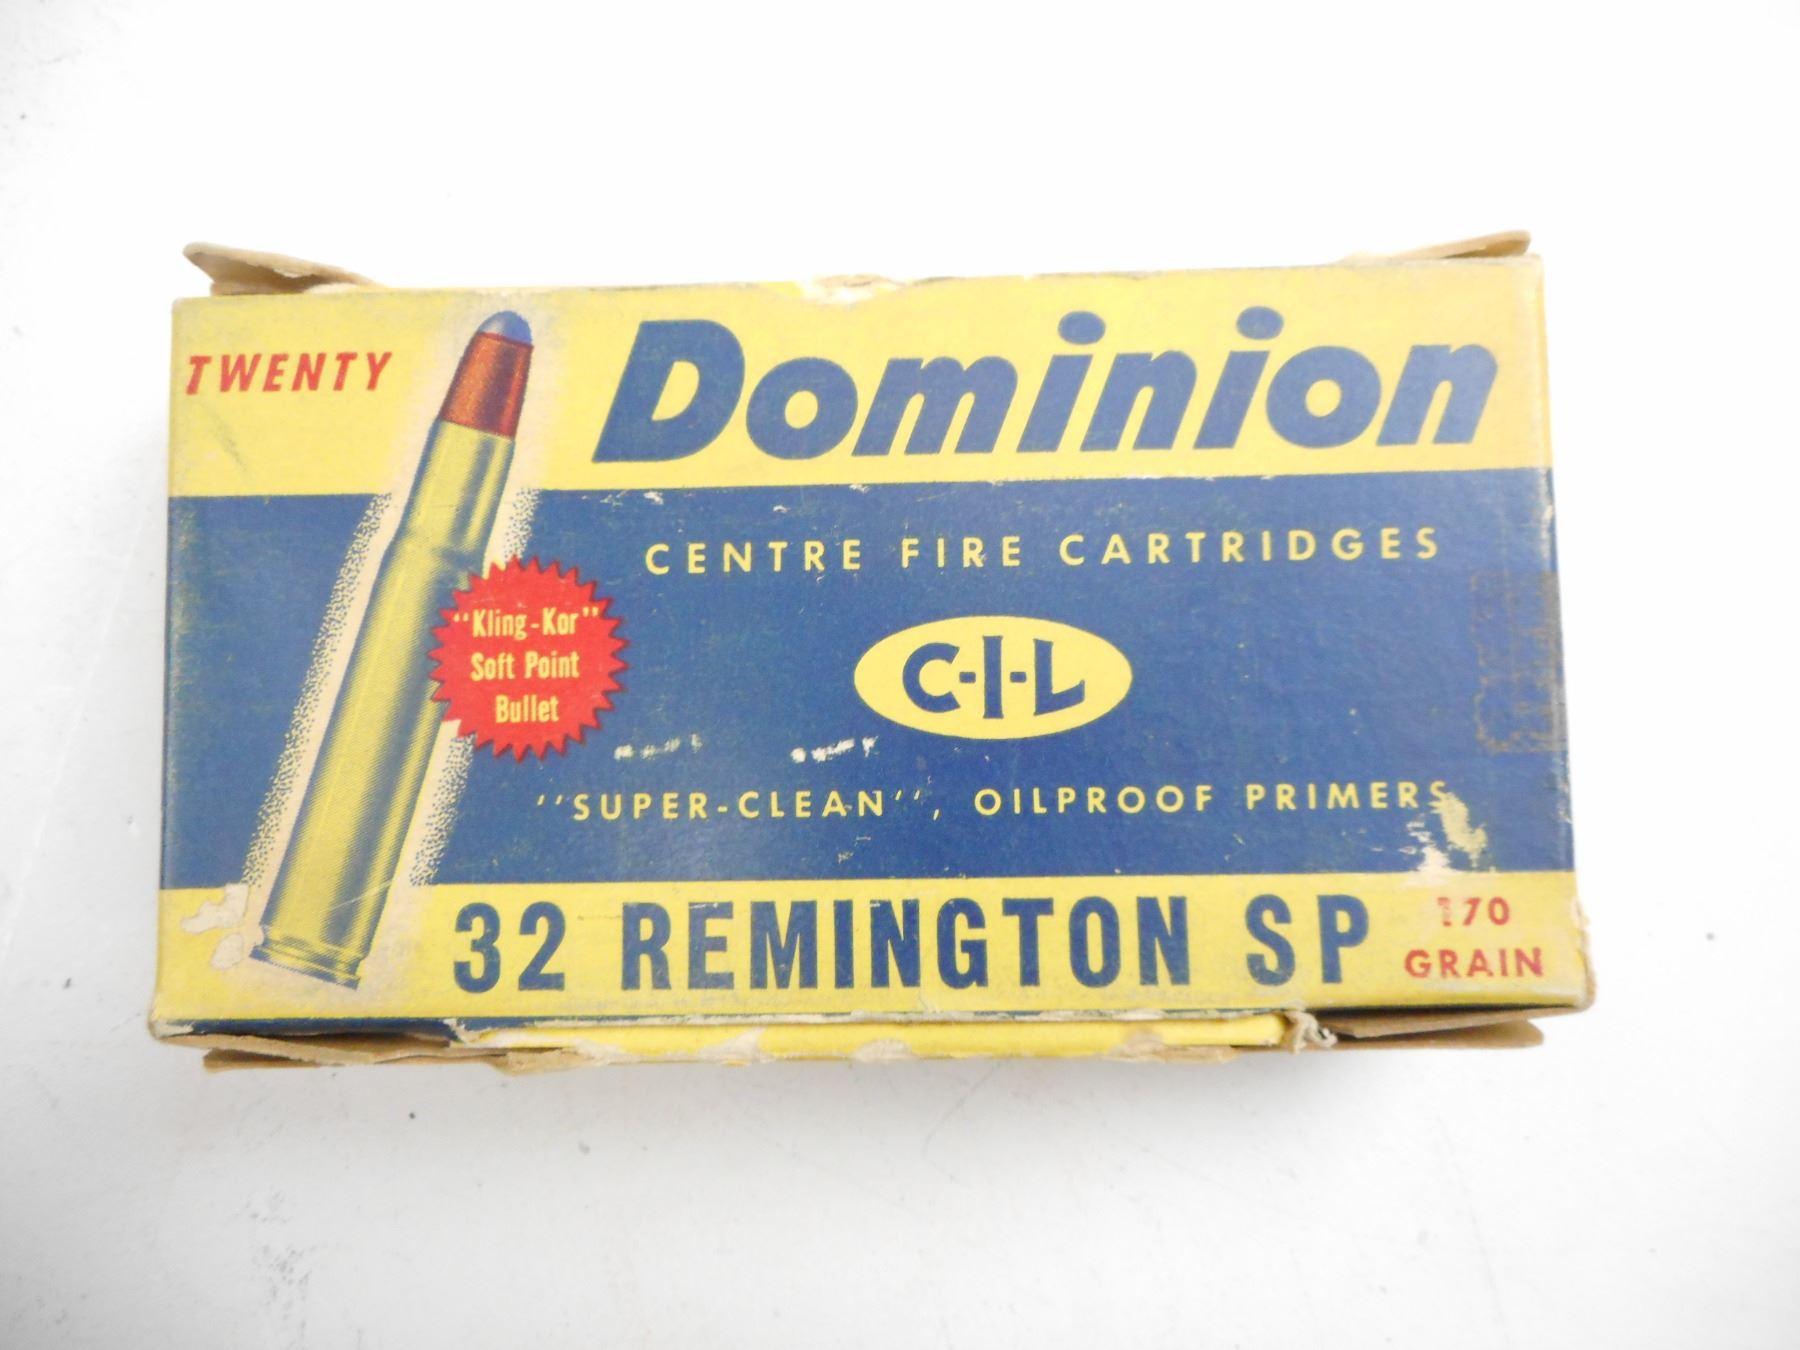 TWENTY
Dominion
CENTRE FIRE CARTRIDGES
"Kling-Kor"
Soft Point
Bullet
C-I-L
"SUPER-CLEAN", OILPROOF PRIMERS
32 REMINGTON SP
170
GRAIN